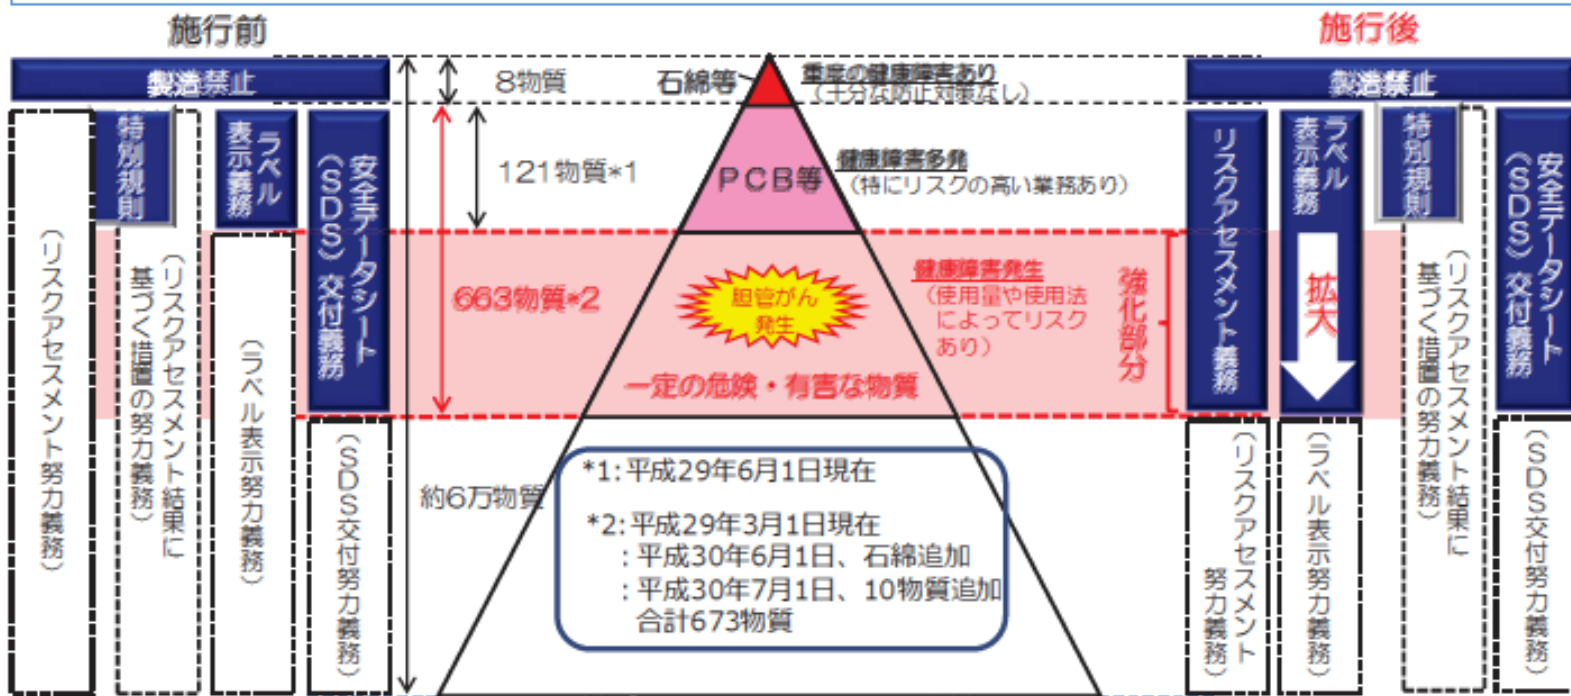 施行前
施行後
製造禁止
8物質
石綿等
重度の健康障害あり
（十分な防止対策なし）
製造禁止
特別規則
ラベル
表示義務
安全データシート
（SDS）交付義務
121物質*1
PCB等
健康障害多発
（特にリスクの高い業務あり）
リスクアセスメント義務
ラベル
表示義務
拡大
特別規則
安全データシート
（SDS）交付義務
（リスクアセスメント努力義務）
（リスクアセスメント結果に
基づく措置の努力義務）
（ラベル表示努力義務）
（SDS交付努力義務）
663物質*2
胆管がん
発生
健康障害発生
（使用量や使用法
によってリスク
あり）
強化部分
一定の危険・有害な物質
約6万物質
*1:平成29年6月1日現在
*2:平成29年3月1日現在
:平成30年6月1日、石綿追加
:平成30年7月1日、10物質追加
合計673物質
（リスクアセスメント
努力義務）
（ラベル表示努力義務）
（リスクアセスメント結果に
基づく措置の努力義務）
（SDS交付努力義務）